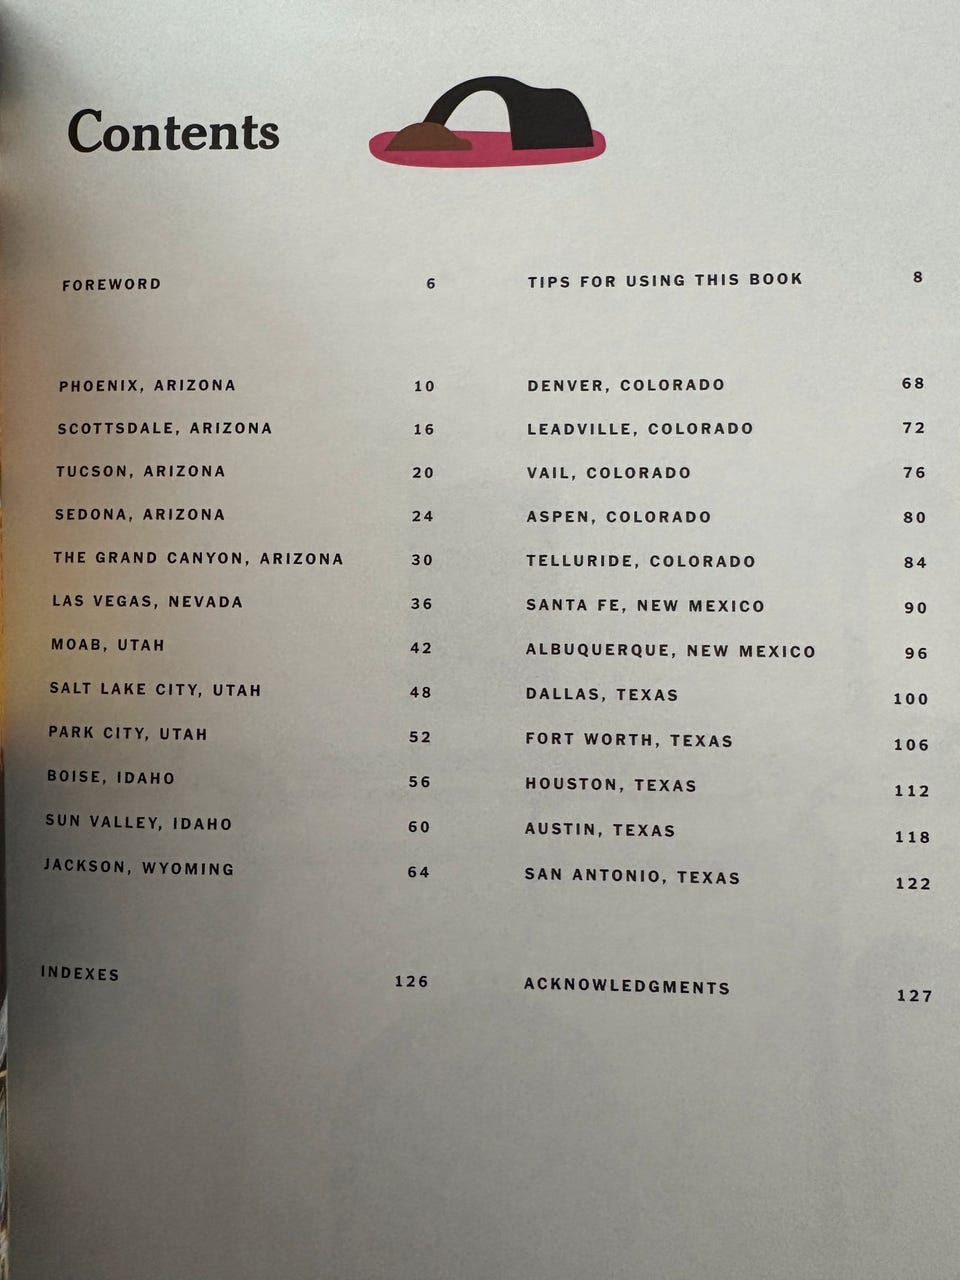 Contents
FOREWORD 6
TIPS FOR USING THIS BOOK 8
PHOENIX, ARIZONA 10
SCOTTSDALE, ARIZONA 16
TUCSON, ARIZONA 20
SEDONA, ARIZONA 24
THE GRAND CANYON, ARIZONA 30
LAS VEGAS, NEVADA 36
MOAB, UTAH 42
SALT LAKE CITY, UTAH 48
PARK CITY, UTAH 52
BOISE, IDAHO 56
SUN VALLEY, IDAHO 60
JACKSON, WYOMING 64
DENVER, COLORADO 68
LEADVILLE, COLORADO 72
VAIL, COLORADO 76
ASPEN, COLORADO 80
TELLURIDE, COLORADO 84
SANTA FE, NEW MEXICO 90
ALBUQUERQUE, NEW MEXICO 96
DALLAS, TEXAS 100
FORT WORTH, TEXAS 106
HOUSTON, TEXAS 112
AUSTIN, TEXAS 118
SAN ANTONIO, TEXAS 122
INDEXES 126
ACKNOWLEDGMENTS 127